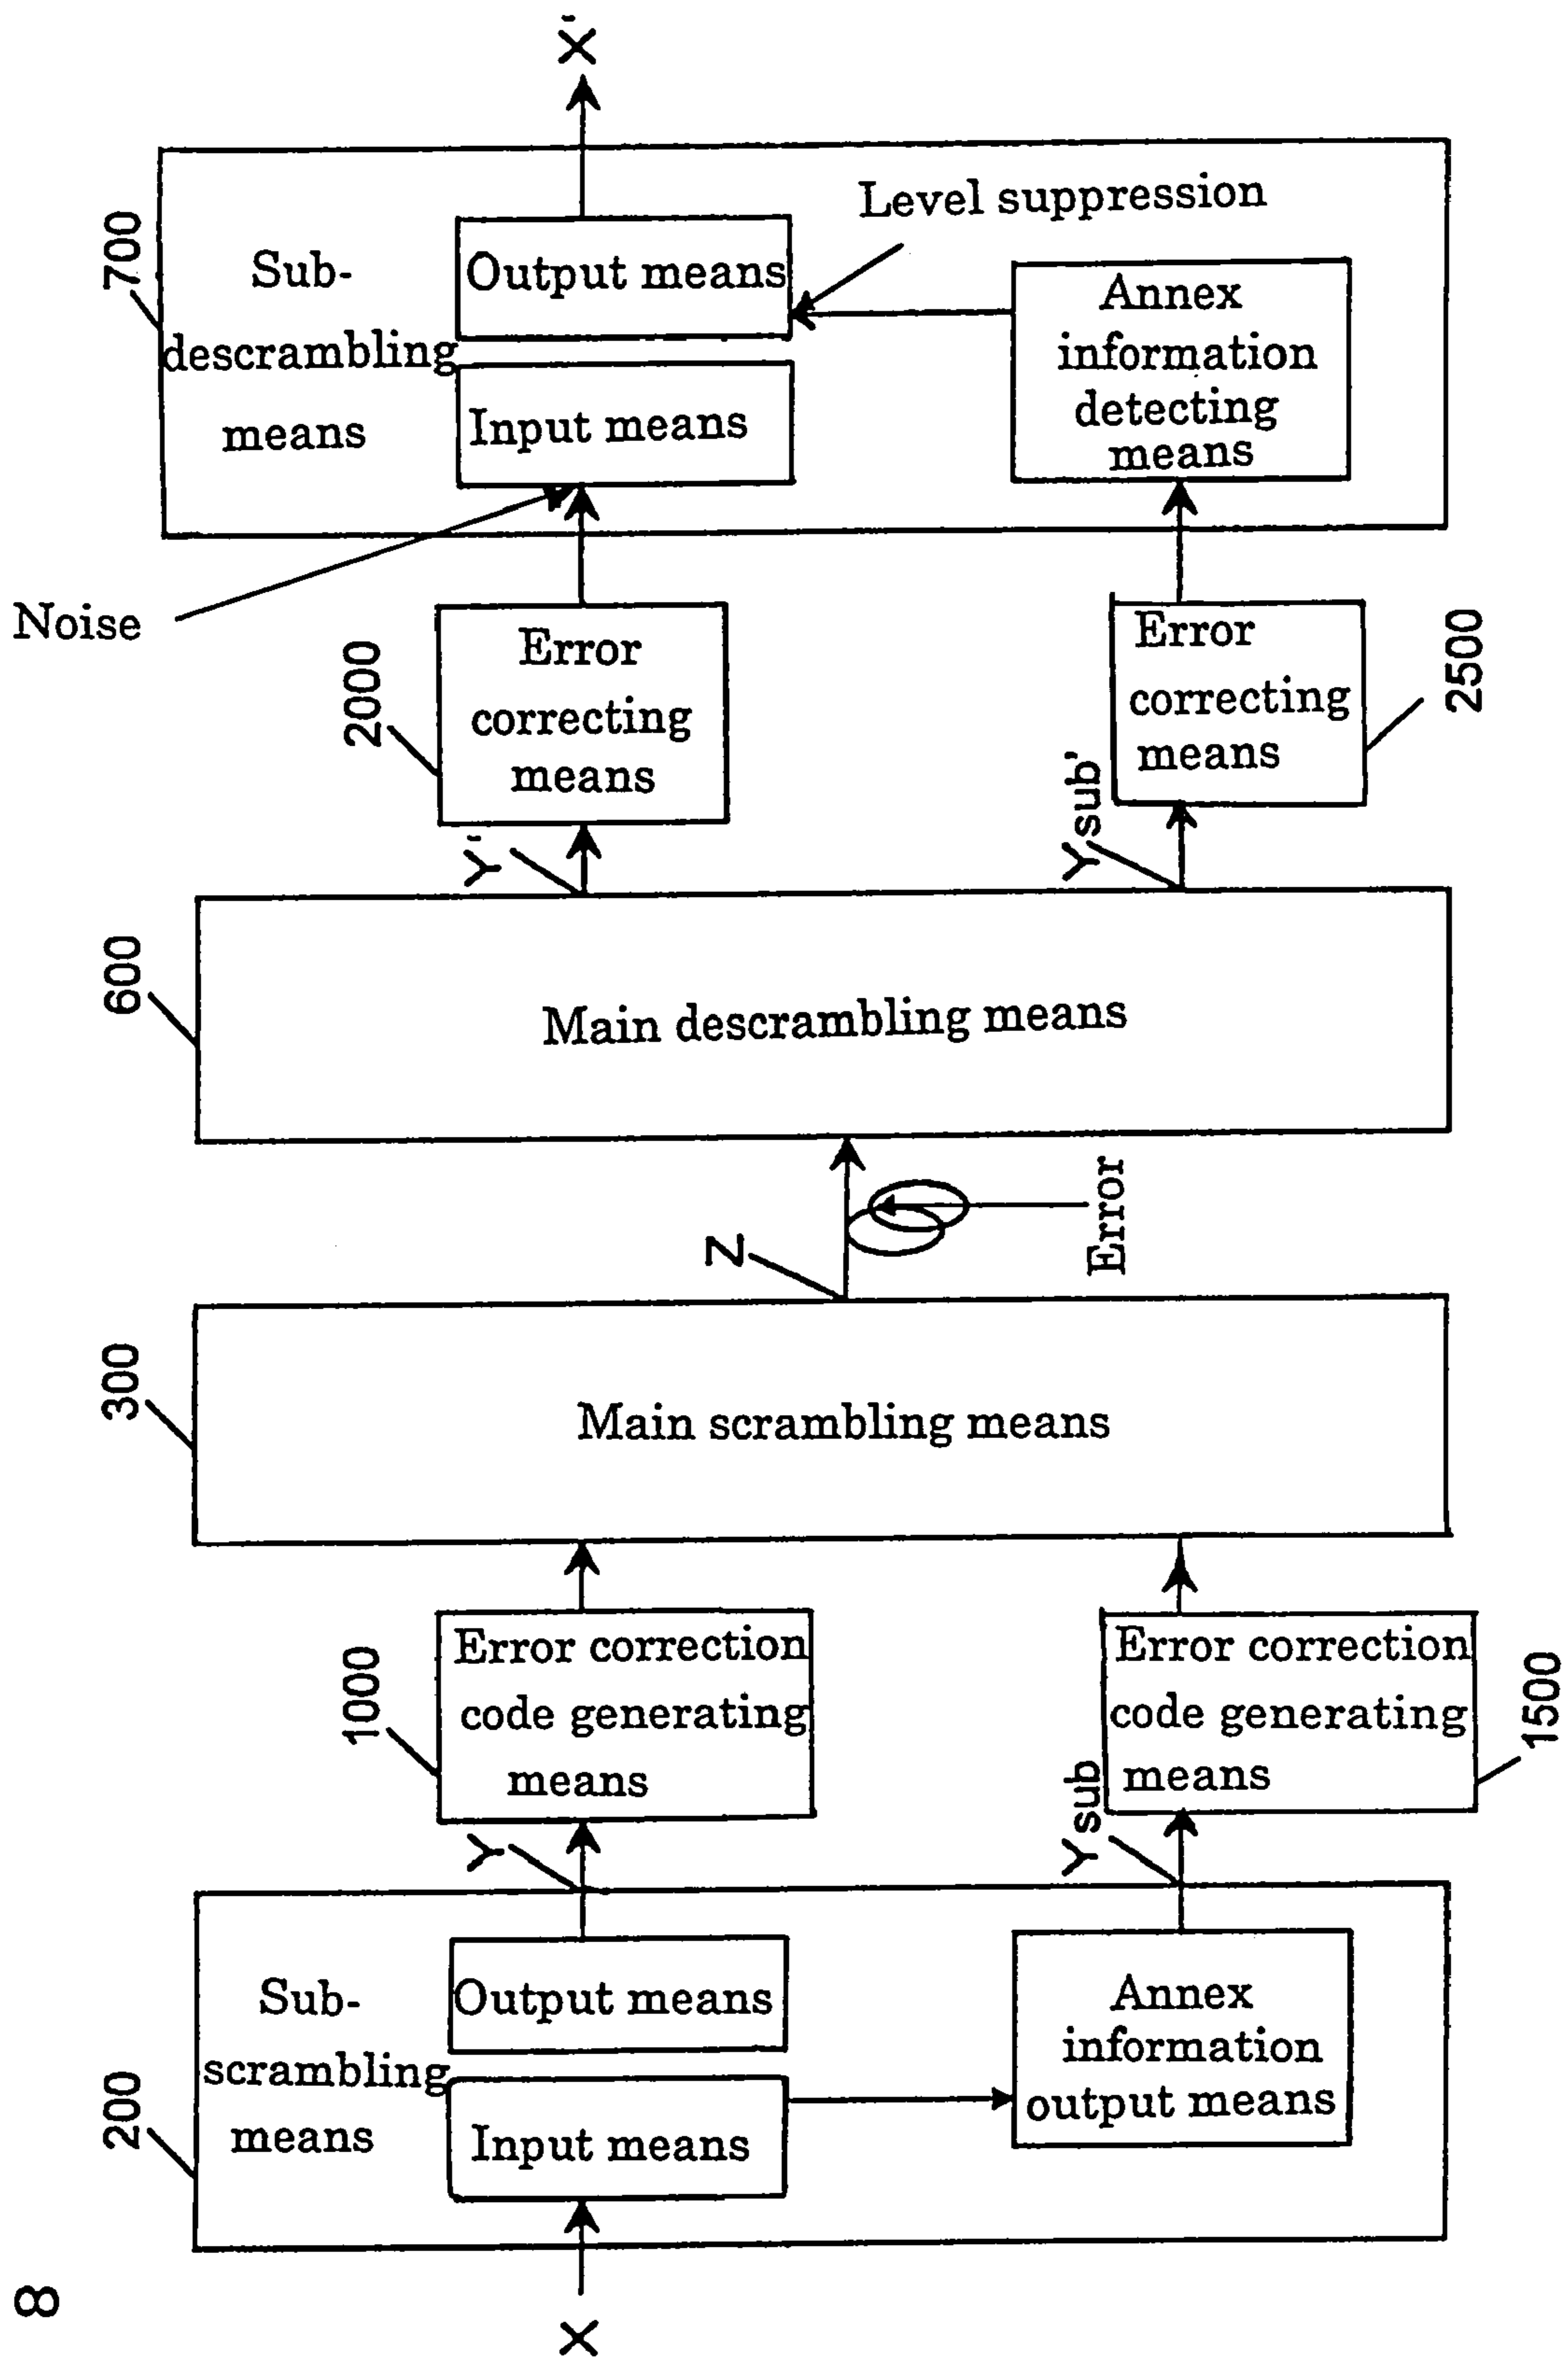 8
X
200
Sub-
scrambling
means
Input means
Output means
Annex
information
output means
Y
Ysub
1000
Error correction
code generating
means
1500
Error correction
code generating
means
300
Main scrambling means
Z
Error
600
Main descrambling means
Y'
Ysub'
2000
Error
correcting
means
2500
Error
correcting
means
Noise
700
Sub-
descrambling
means
Input means
Output means
Level suppression
Annex
information
detecting
means
X'